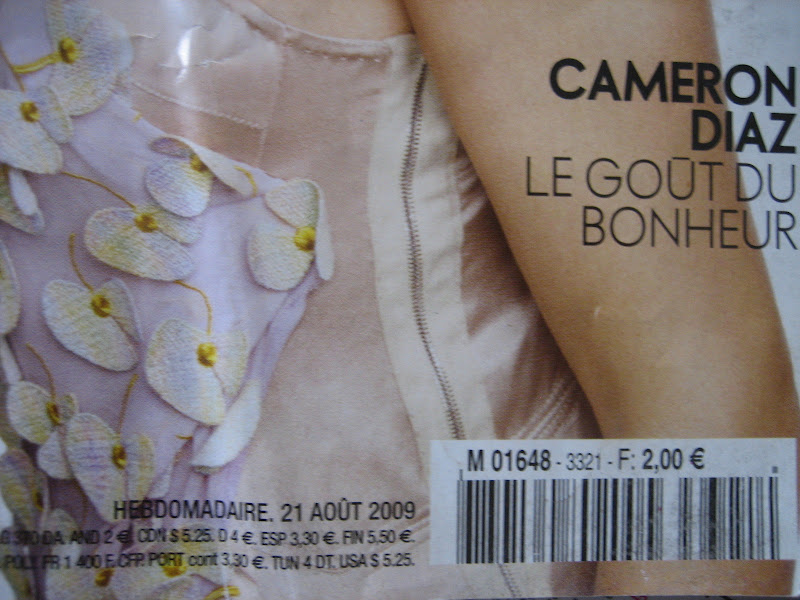 CAMERON
DIAZ
LE GOÛT DU
BONHEUR
M 01648 - 3321 - F: 2,00 €
HEBDOMADAIRE. 21 AOÛT 2009
DA. AND 2 €. CDN $ 5.25. D 4 €. ESP 3,30 €. FIN 5,50 €.
POLY. FR 1 400 F. CFP. PORT cont 3,30 €. TUN 4 DT. USA $ 5.25.